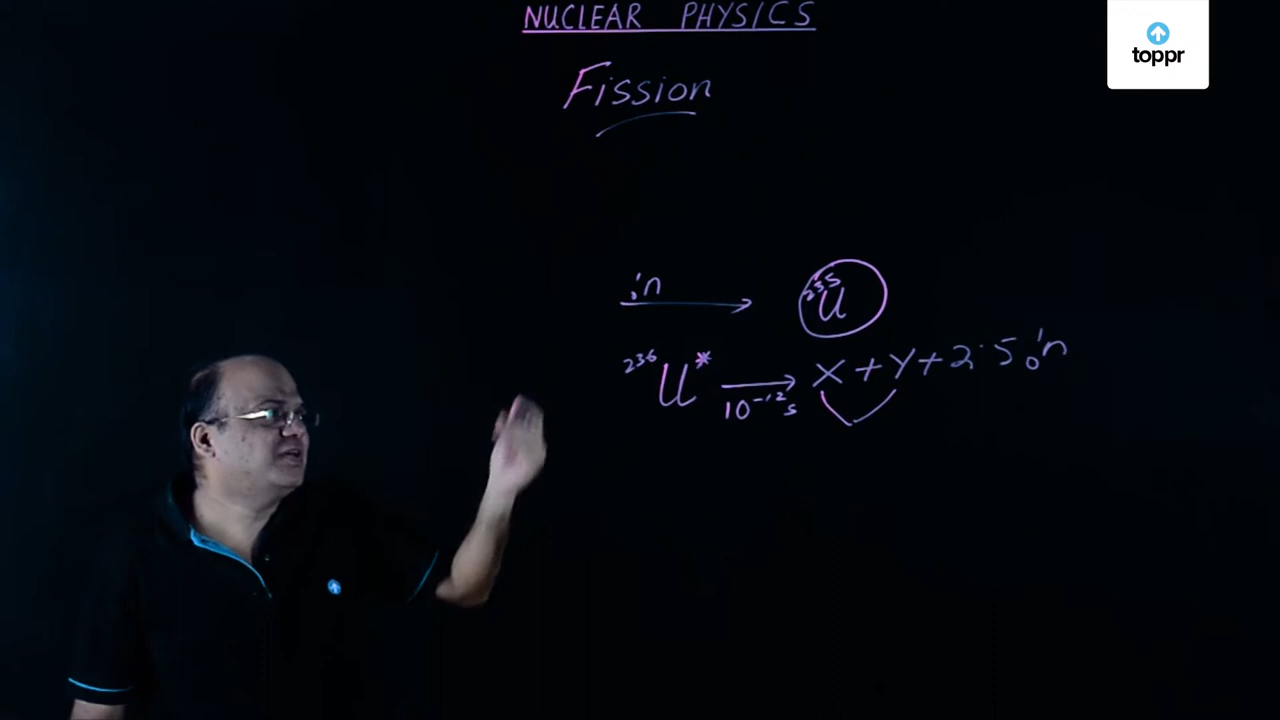 NUCLEAR PHYSICS
toppr
Fission
¹₀n
²³⁵U
²³⁶U* → X + Y + 2.5 ¹₀n
10⁻¹²s